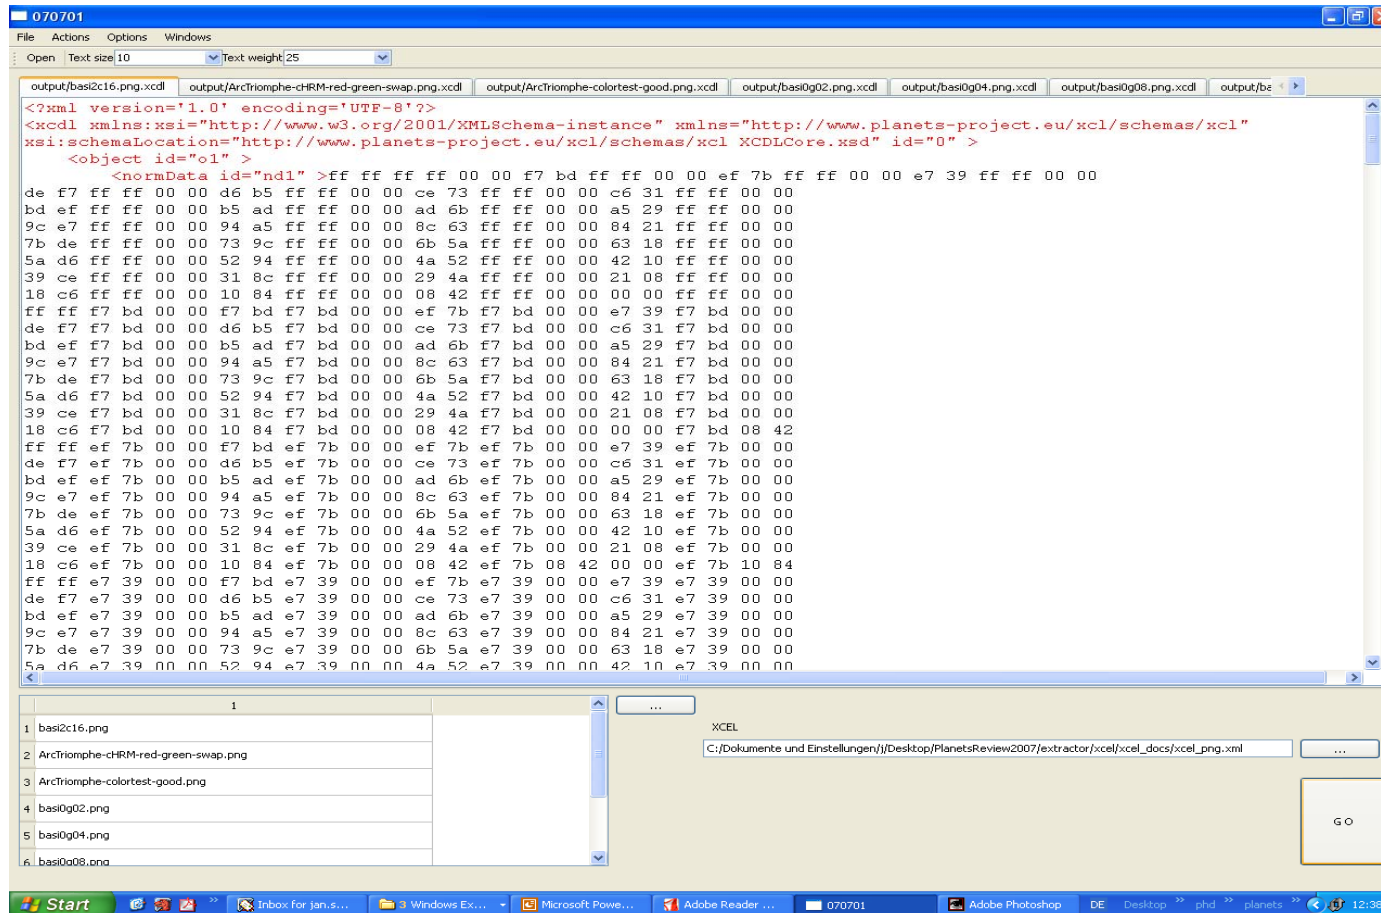 070701
File Actions Options Windows
Open Text size 10 Text weight 25
output/basi2c16.png.xcdl output/ArcTriomphe-cHRM-red-green-swap.png.xcdl output/ArcTriomphe-colortest-good.png.xcdl output/basi0g02.png.xcdl output/basi0g04.png.xcdl output/basi0g08.png.xcdl output/ba
<?xml version='1.0' encoding='UTF-8'?>
<xcdl xmlns:xsi="http://www.w3.org/2001/XMLSchema-instance" xmlns="http://www.planets-project.eu/xcl/schemas/xcl"
xsi:schemaLocation="http://www.planets-project.eu/xcl/schemas/xcl XCDLCore.xsd" id="0" >
<object id="o1" >
<normData id="nd1" >ff ff ff ff 00 00 f7 bd ff ff 00 00 ef 7b ff ff 00 00 e7 39 ff ff 00 00
de f7 ff ff 00 00 d6 b5 ff ff 00 00 ce 73 ff ff 00 00 c6 31 ff ff 00 00
bd ef ff ff 00 00 b5 ad ff ff 00 00 ad 6b ff ff 00 00 a5 29 ff ff 00 00
9c e7 ff ff 00 00 94 a5 ff ff 00 00 8c 63 ff ff 00 00 84 21 ff ff 00 00
7b de ff ff 00 00 73 9c ff ff 00 00 6b 5a ff ff 00 00 63 18 ff ff 00 00
5a d6 ff ff 00 00 52 94 ff ff 00 00 4a 52 ff ff 00 00 42 10 ff ff 00 00
39 ce ff ff 00 00 31 8c ff ff 00 00 29 4a ff ff 00 00 21 08 ff ff 00 00
18 c6 ff ff 00 00 10 84 ff ff 00 00 08 42 ff ff 00 00 00 00 ff ff 00 00
ff ff f7 bd 00 00 f7 bd f7 bd 00 00 ef 7b f7 bd 00 00 e7 39 f7 bd 00 00
de f7 f7 bd 00 00 d6 b5 f7 bd 00 00 ce 73 f7 bd 00 00 c6 31 f7 bd 00 00
bd ef f7 bd 00 00 b5 ad f7 bd 00 00 ad 6b f7 bd 00 00 a5 29 f7 bd 00 00
9c e7 f7 bd 00 00 94 a5 f7 bd 00 00 8c 63 f7 bd 00 00 84 21 f7 bd 00 00
7b de f7 bd 00 00 73 9c f7 bd 00 00 6b 5a f7 bd 00 00 63 18 f7 bd 00 00
5a d6 f7 bd 00 00 52 94 f7 bd 00 00 4a 52 f7 bd 00 00 42 10 f7 bd 00 00
39 ce f7 bd 00 00 31 8c f7 bd 00 00 29 4a f7 bd 00 00 21 08 f7 bd 00 00
18 c6 f7 bd 00 00 10 84 f7 bd 00 00 08 42 f7 bd 00 00 00 00 f7 bd 08 42
ff ff ef 7b 00 00 f7 bd ef 7b 00 00 ef 7b ef 7b 00 00 e7 39 ef 7b 00 00
de f7 ef 7b 00 00 d6 b5 ef 7b 00 00 ce 73 ef 7b 00 00 c6 31 ef 7b 00 00
bd ef ef 7b 00 00 b5 ad ef 7b 00 00 ad 6b ef 7b 00 00 a5 29 ef 7b 00 00
9c e7 ef 7b 00 00 94 a5 ef 7b 00 00 8c 63 ef 7b 00 00 84 21 ef 7b 00 00
7b de ef 7b 00 00 73 9c ef 7b 00 00 6b 5a ef 7b 00 00 63 18 ef 7b 00 00
5a d6 ef 7b 00 00 52 94 ef 7b 00 00 4a 52 ef 7b 00 00 42 10 ef 7b 00 00
39 ce ef 7b 00 00 31 8c ef 7b 00 00 29 4a ef 7b 00 00 21 08 ef 7b 00 00
18 c6 ef 7b 00 00 10 84 ef 7b 00 00 08 42 ef 7b 08 42 00 00 ef 7b 10 84
ff ff e7 39 00 00 f7 bd e7 39 00 00 ef 7b e7 39 00 00 e7 39 e7 39 00 00
de f7 e7 39 00 00 d6 b5 e7 39 00 00 ce 73 e7 39 00 00 c6 31 e7 39 00 00
bd ef e7 39 00 00 b5 ad e7 39 00 00 ad 6b e7 39 00 00 a5 29 e7 39 00 00
9c e7 e7 39 00 00 94 a5 e7 39 00 00 8c 63 e7 39 00 00 84 21 e7 39 00 00
7b de e7 39 00 00 73 9c e7 39 00 00 6b 5a e7 39 00 00 63 18 e7 39 00 00
5a d6 e7 39 00 00 52 94 e7 39 00 00 4a 52 e7 39 00 00 42 10 e7 39 00 00
1 ...
1 basi2c16.png
XCEL
2 ArcTriomphe-cHRM-red-green-swap.png
C:/Dokumente und Einstellungen/j/Desktop/PlanetsReview2007/extractor/xcel/xcel_docs/xcel_png.xml ...
3 ArcTriomphe-colortest-good.png
4 basi0g02.png
5 basi0g04.png
GO
6 basi0g08.png
Start Inbox for jan.s... 3 Windows Ex... Microsoft Powe... Adobe Reader ... 070701 Adobe Photoshop DE Desktop phd planets 12:38